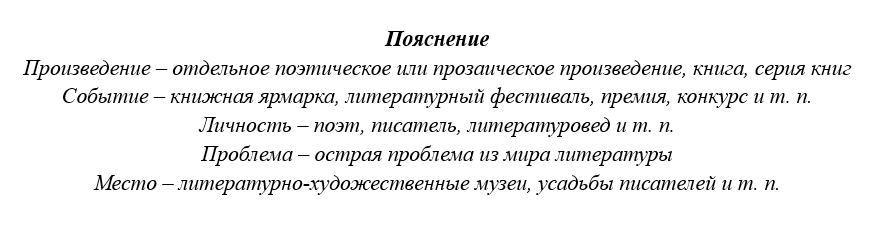 Пояснение
Произведение – отдельное поэтическое или прозаическое произведение, книга, серия книг
Событие – книжная ярмарка, литературный фестиваль, премия, конкурс и т. п.
Личность – поэт, писатель, литературовед и т. п.
Проблема – острая проблема из мира литературы
Место – литературно-художественные музеи, усадьбы писателей и т. п.